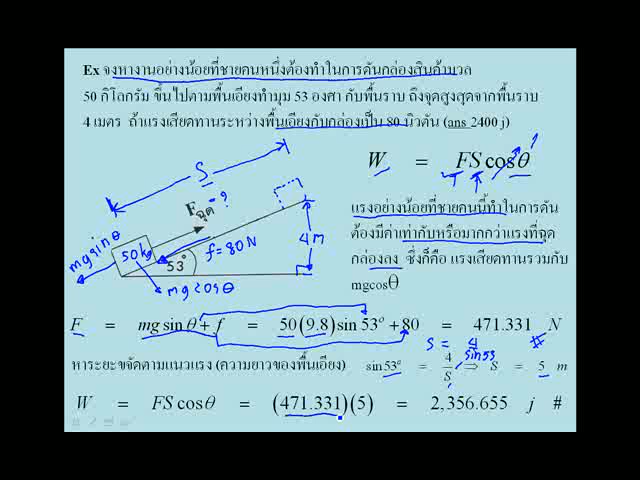 Ex จงหางานอย่างน้อยที่ชายคนหนึ่งต้องทำในการดันกล่องสินค้ามวล
50 กิโลกรัม ขึ้นไปตามพื้นเอียงทำมุม 53 องศา กับพื้นราบ ถึงจุดสูงสุดจากพื้นราบ
4 เมตร ถ้าแรงเสียดทานระหว่างพื้นเอียงกับกล่องเป็น 80 นิวตัน (ans 2400 j)
S
W = FS cosθ
F ฉุด = ?
แรงอย่างน้อยที่ชายคนนี้ทำในการดัน
ต้องมีค่าเท่ากับหรือมากกว่าแรงที่ฉุด
กล่องลง ซึ่งก็คือ แรงเสียดทานรวมกับ
mgcosθ
4 m
mg sinθ
50 kg
53°
f = 80 N
mg cosθ
F = mg sinθ + f = 50(9.8) sin 53° + 80 = 471.331 N
S = 4 / sin 53 #
หาระยะขจัดตามแนวแรง (ความยาวของพื้นเอียง) sin 53° = 4/S ⇒ S = 5 m
W = FS cosθ = (471.331)(5) = 2,356.655 j #